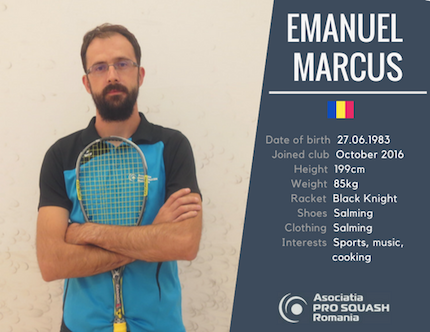 EMANUEL
MARCUS
Date of birth 27.06.1983
Joined club October 2016
Height 199cm
Weight 85kg
Racket Black Knight
Shoes Salming
Clothing Salming
Interests Sports, music,
cooking
Asociatia
PRO SQUASH
Romania